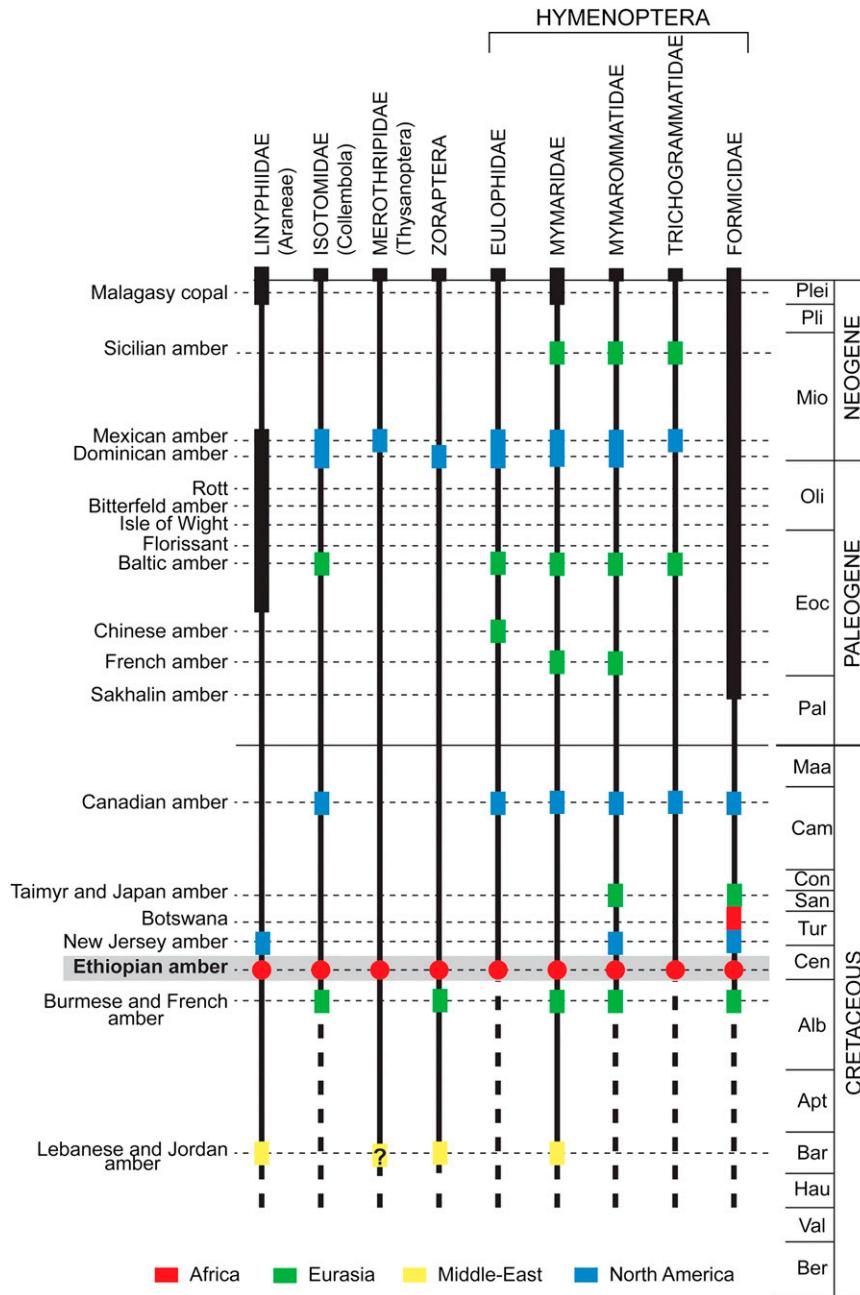 HYMENOPTERA
LINYPHIIDAE
(Araneae)
ISOTOMIDAE
(Collembola)
MEROTHRIPIDAE
(Thysanoptera)
ZORAPTERA
EULOPHIDAE
MYMARIDAE
MYMAROMMATIDAE
TRICHOGRAMMATIDAE
FORMICIDAE
Malagasy copal
Sicilian amber
Mexican amber
Dominican amber
Rott
Bitterfeld amber
Isle of Wight
Florissant
Baltic amber
Chinese amber
French amber
Sakhalin amber
Canadian amber
Taimyr and Japan amber
Botswana
New Jersey amber
Ethiopian amber
Burmese and French
amber
Lebanese and Jordan
amber
?
Plei
Pli
Mio
Oli
Eoc
Pal
Maa
Cam
Con
San
Tur
Cen
Alb
Apt
Bar
Hau
Val
Ber
NEOGENE
PALEOGENE
CRETACEOUS
Africa
Eurasia
Middle-East
North America